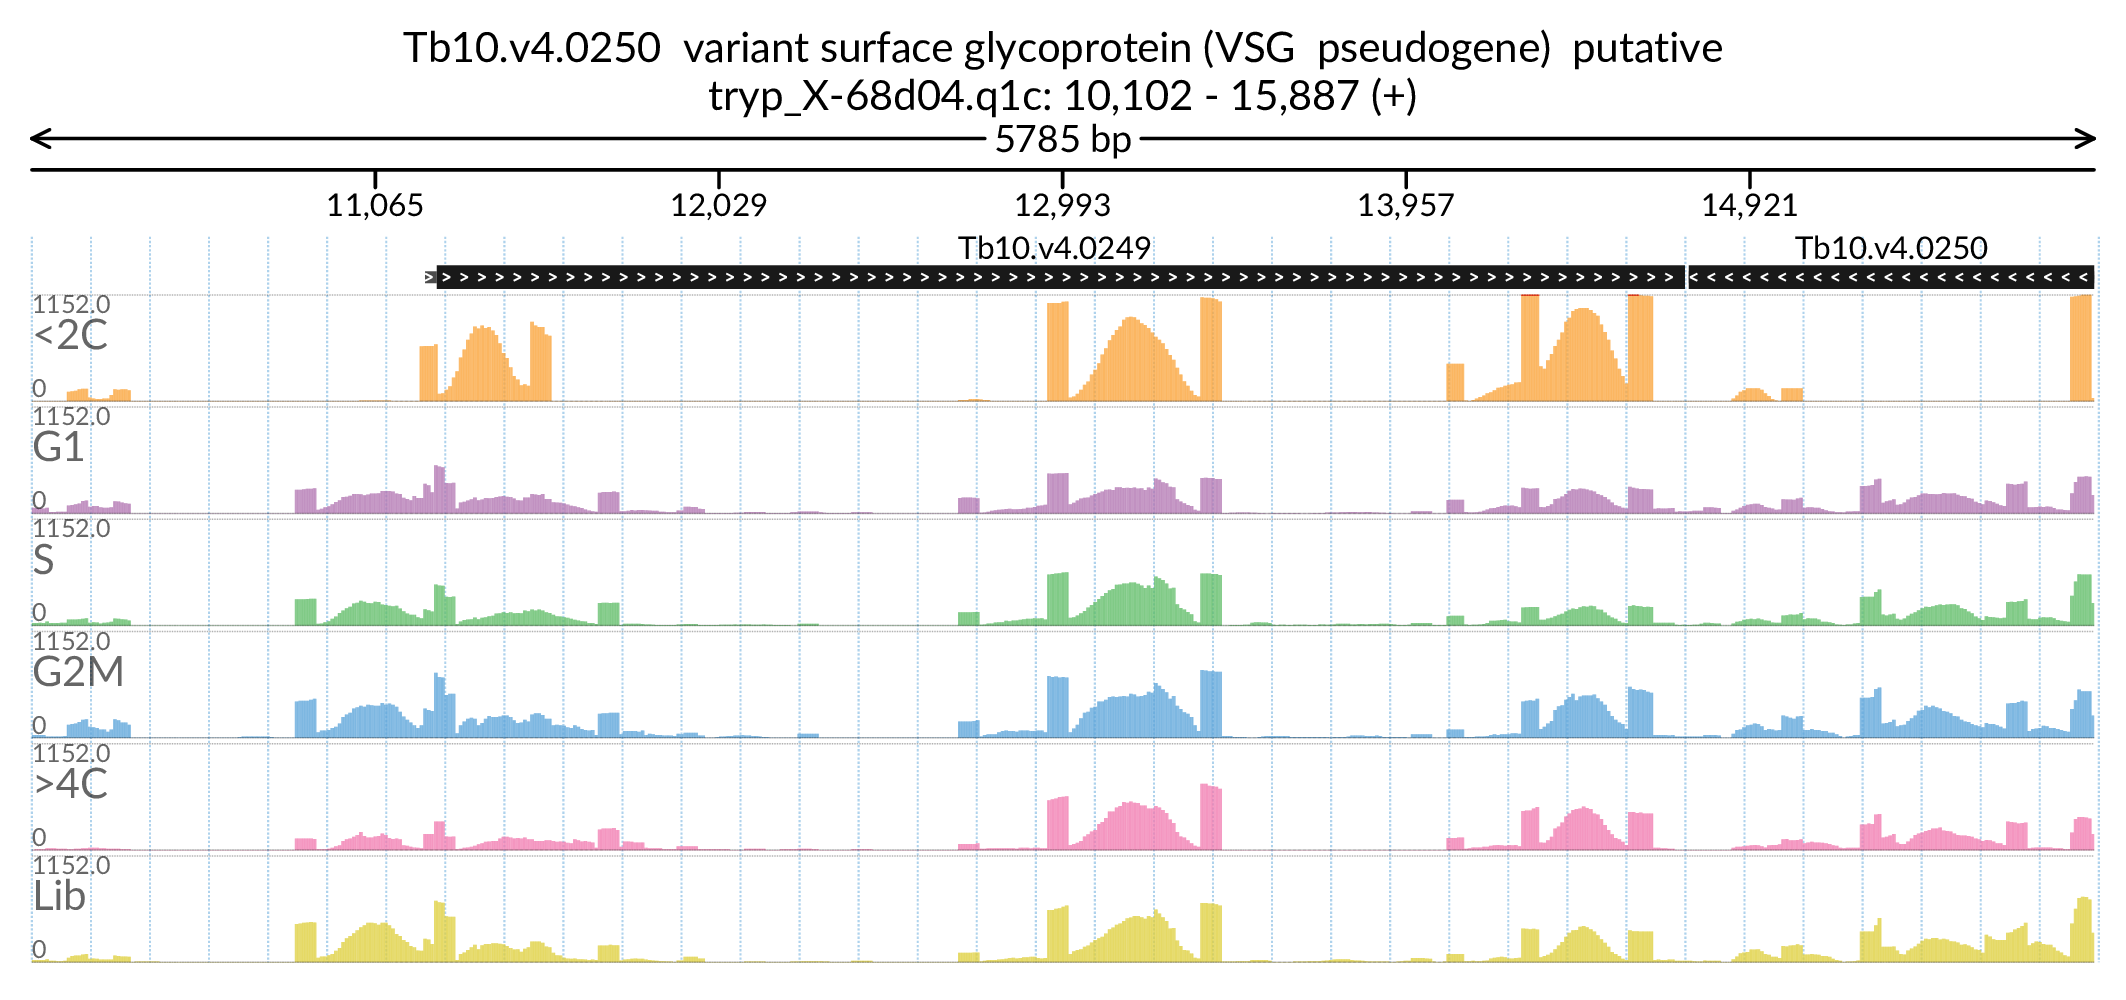 Tb10.v4.0250  variant surface glycoprotein (VSG  pseudogene)  putative
tryp_X-68d04.q1c: 10,102 - 15,887 (+)
5785 bp
11,065 12,029 12,993 13,957 14,921
Tb10.v4.0249 Tb10.v4.0250
1152.0
<2C
0
1152.0
G1
0
1152.0
S
0
1152.0
G2M
0
1152.0
>4C
0
1152.0
Lib
0